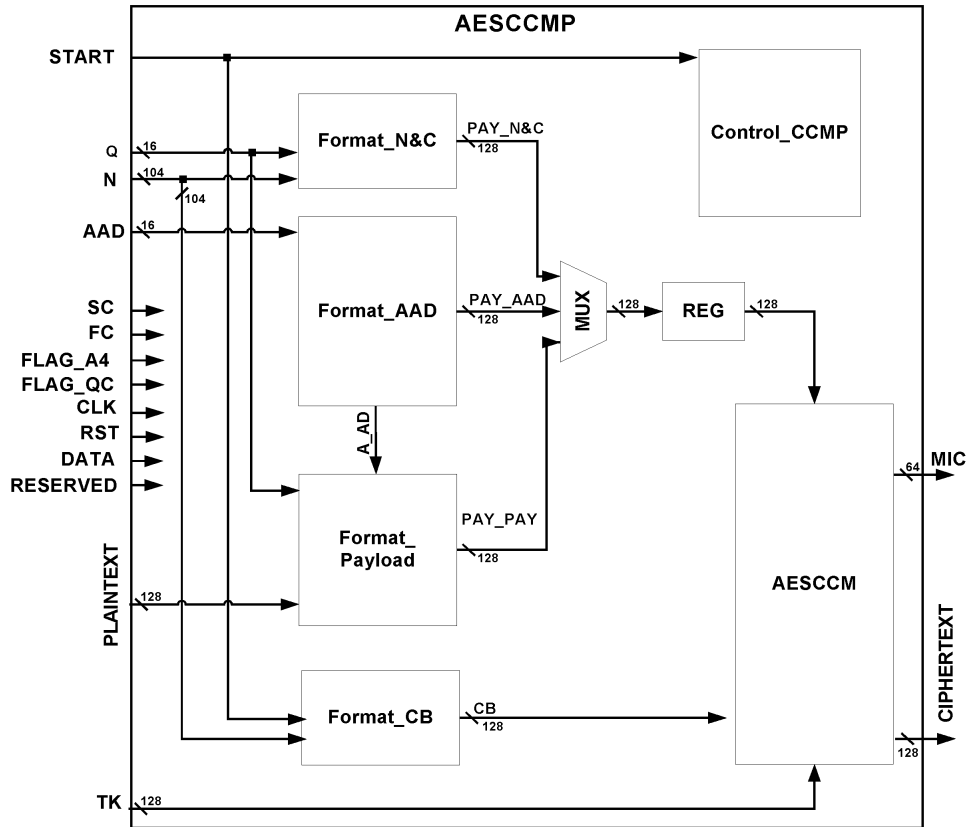 AESCCMP
START
Control_CCMP
Format_N&C
PAY_N&C
128
Q
16
N
104
104
AAD
16
Format_AAD
PAY_AAD
128
MUX
128
REG
128
SC
FC
FLAG_A4
FLAG_QC
CLK
RST
DATA
RESERVED
A_AD
Format_
Payload
PAY_PAY
128
PLAINTEXT
128
AESCCM
64
MIC
CIPHERTEXT
128
Format_CB
CB
128
TK
128